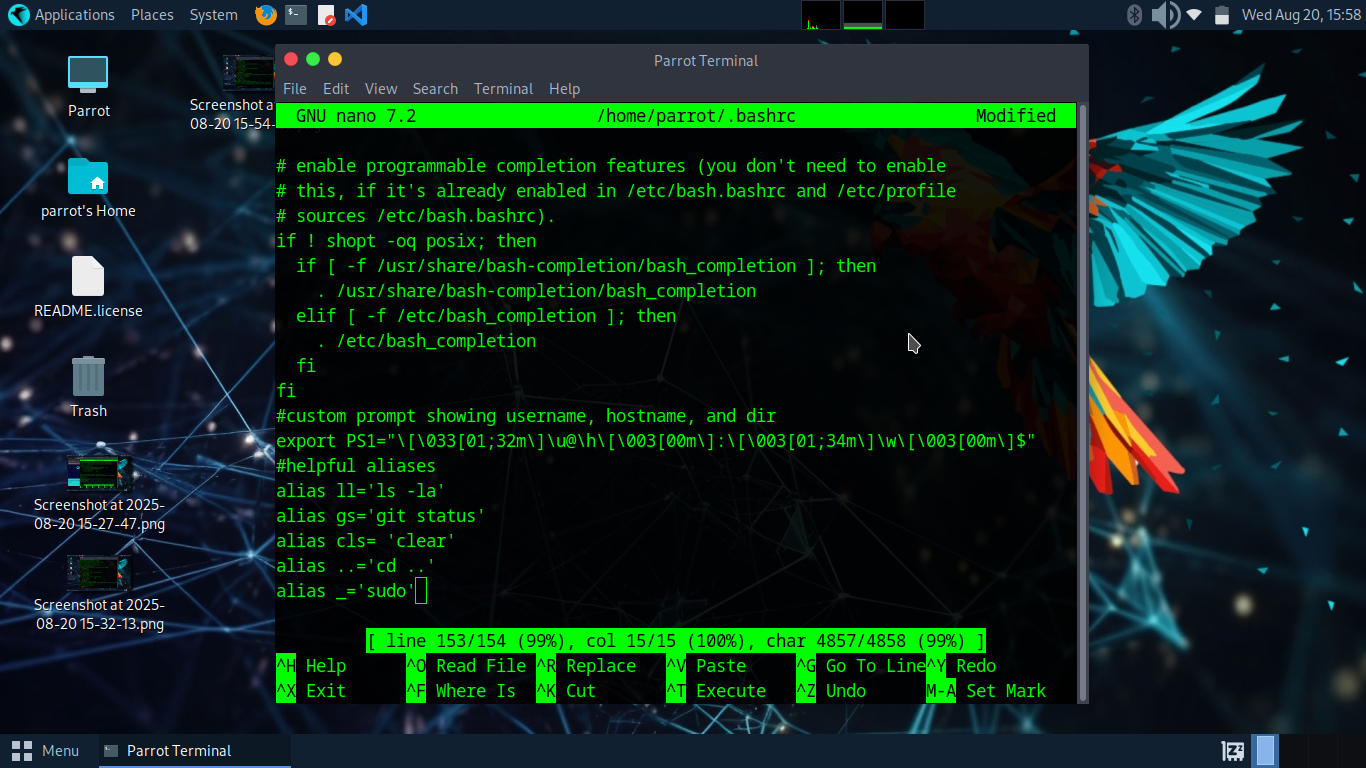 Applications Places System
Wed Aug 20, 15:58
Parrot Terminal
File Edit View Search Terminal Help
GNU nano 7.2 /home/parrot/.bashrc Modified
# enable programmable completion features (you don't need to enable
# this, if it's already enabled in /etc/bash.bashrc and /etc/profile
# sources /etc/bash.bashrc).
if ! shopt -oq posix; then
  if [ -f /usr/share/bash-completion/bash_completion ]; then
    . /usr/share/bash-completion/bash_completion
  elif [ -f /etc/bash_completion ]; then
    . /etc/bash_completion
  fi
fi
#custom prompt showing username, hostname, and dir
export PS1="\[\033[01;32m\]\u@\h\[\003[00m\]:\[\003[01;34m\]\w\[\003[00m\]$"
#helpful aliases
alias ll='ls -la'
alias gs='git status'
alias cls= 'clear'
alias ..='cd ..'
alias _='sudo'
[ line 153/154 (99%), col 15/15 (100%), char 4857/4858 (99%) ]
^H Help ^O Read File ^R Replace ^V Paste ^G Go To Line ^Y Redo
^X Exit ^F Where Is ^K Cut ^T Execute ^Z Undo M-A Set Mark
Parrot
parrot's Home
README.license
Trash
Screenshot at 2025-
08-20 15-27-47.png
Screenshot at 2025-
08-20 15-32-13.png
Screenshot a
08-20 15-54-
Menu
Parrot Terminal